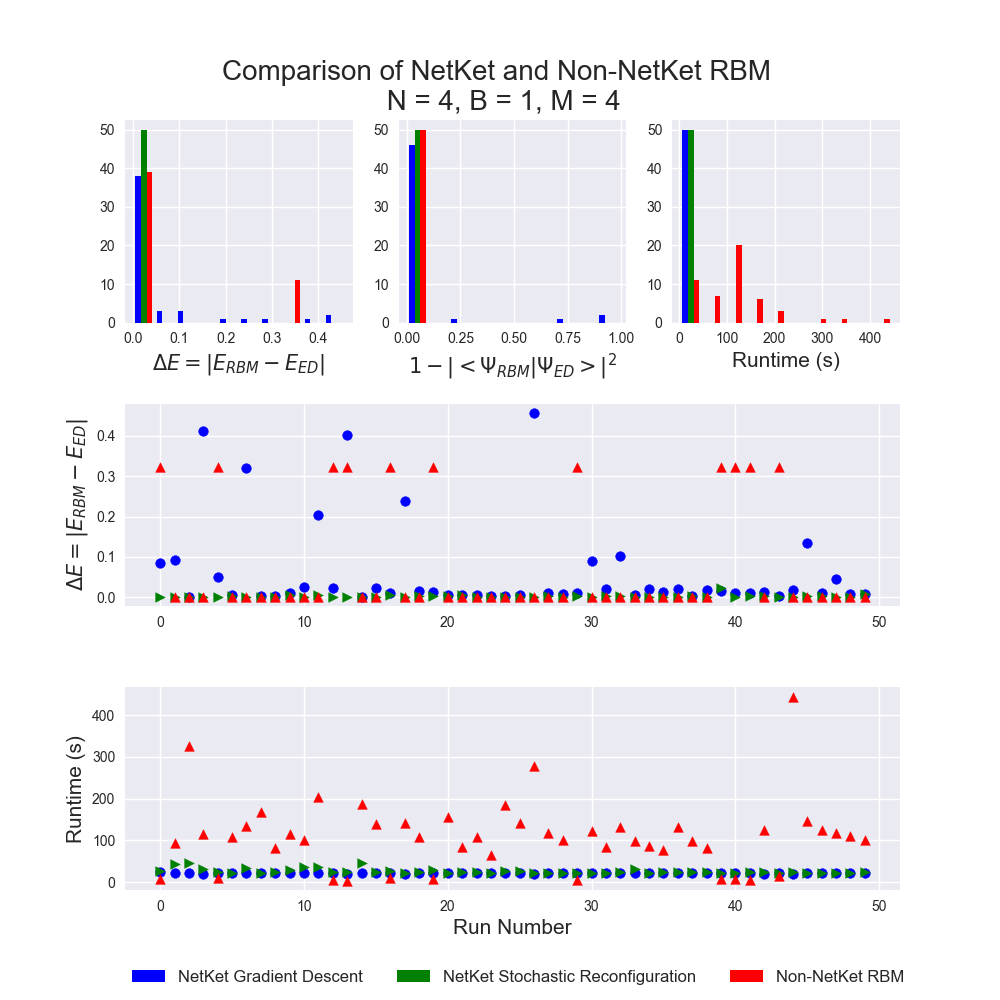 Comparison of NetKet and Non-NetKet RBM
N = 4, B = 1, M = 4
50
40
30
20
10
0
0.0 0.1 0.2 0.3 0.4
ΔE = |E_RBM − E_ED|
50
40
30
20
10
0
0.00 0.25 0.50 0.75 1.00
1 − | < Ψ_RBM|Ψ_ED > |²
50
40
30
20
10
0
0 100 200 300 400
Runtime (s)
ΔE = |E_RBM − E_ED|
0.4
0.3
0.2
0.1
0.0
0 10 20 30 40 50
Runtime (s)
400
300
200
100
0
0 10 20 30 40 50
Run Number
NetKet Gradient Descent NetKet Stochastic Reconfiguration Non-NetKet RBM